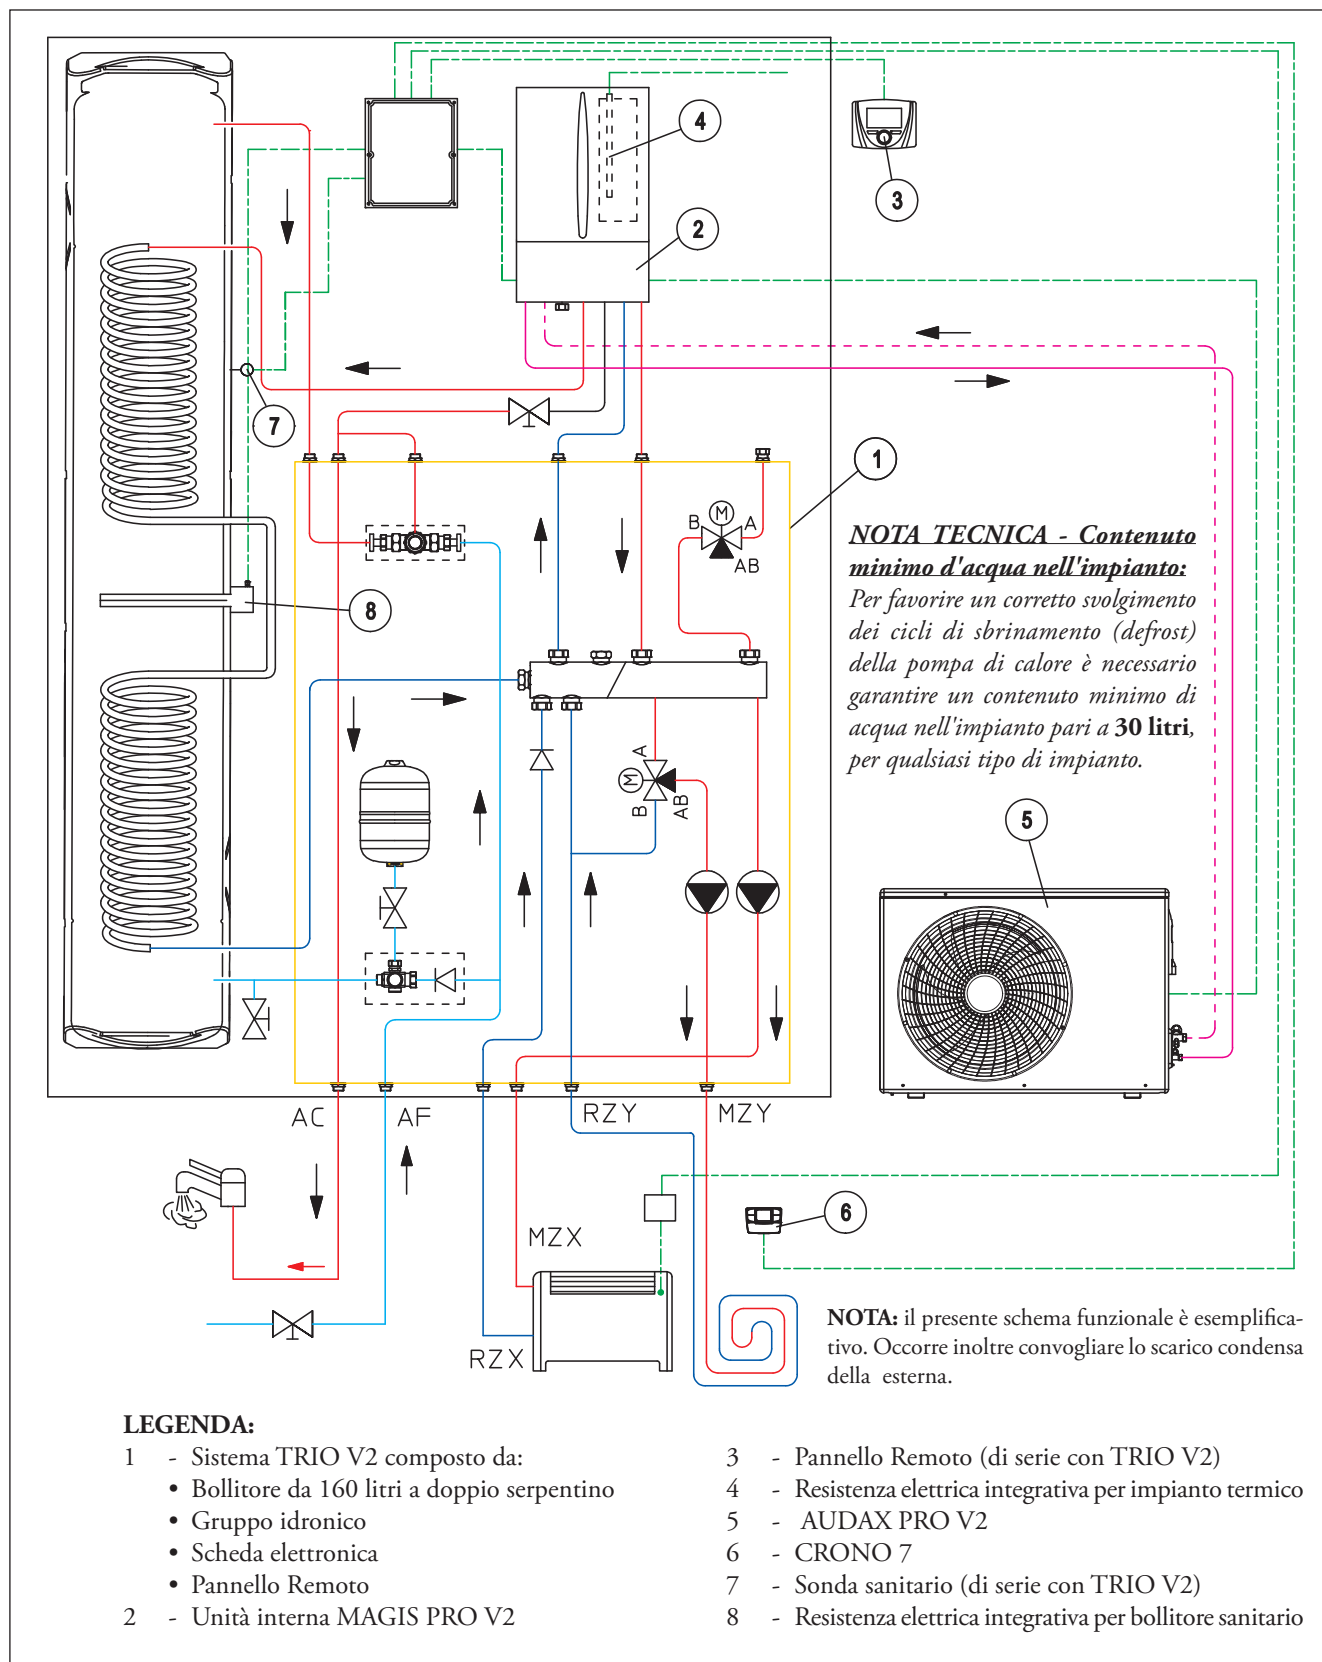 4
3
2
7
1
B
M
A
AB
NOTA TECNICA - Contenuto
minimo d'acqua nell'impianto:
Per favorire un corretto svolgimento
dei cicli di sbrinamento (defrost)
della pompa di calore è necessario
garantire un contenuto minimo di
acqua nell'impianto pari a 30 litri,
per qualsiasi tipo di impianto.
8
A
M
B
AB
5
AC
AF
RZY
MZY
MZX
RZX
6
NOTA: il presente schema funzionale è esemplifica-
tivo. Occorre inoltre convogliare lo scarico condensa
della esterna.
LEGENDA:
1 - Sistema TRIO V2 composto da:
• Bollitore da 160 litri a doppio serpentino
• Gruppo idronico
• Scheda elettronica
• Pannello Remoto
2 - Unità interna MAGIS PRO V2
3 - Pannello Remoto (di serie con TRIO V2)
4 - Resistenza elettrica integrativa per impianto termico
5 - AUDAX PRO V2
6 - CRONO 7
7 - Sonda sanitario (di serie con TRIO V2)
8 - Resistenza elettrica integrativa per bollitore sanitario